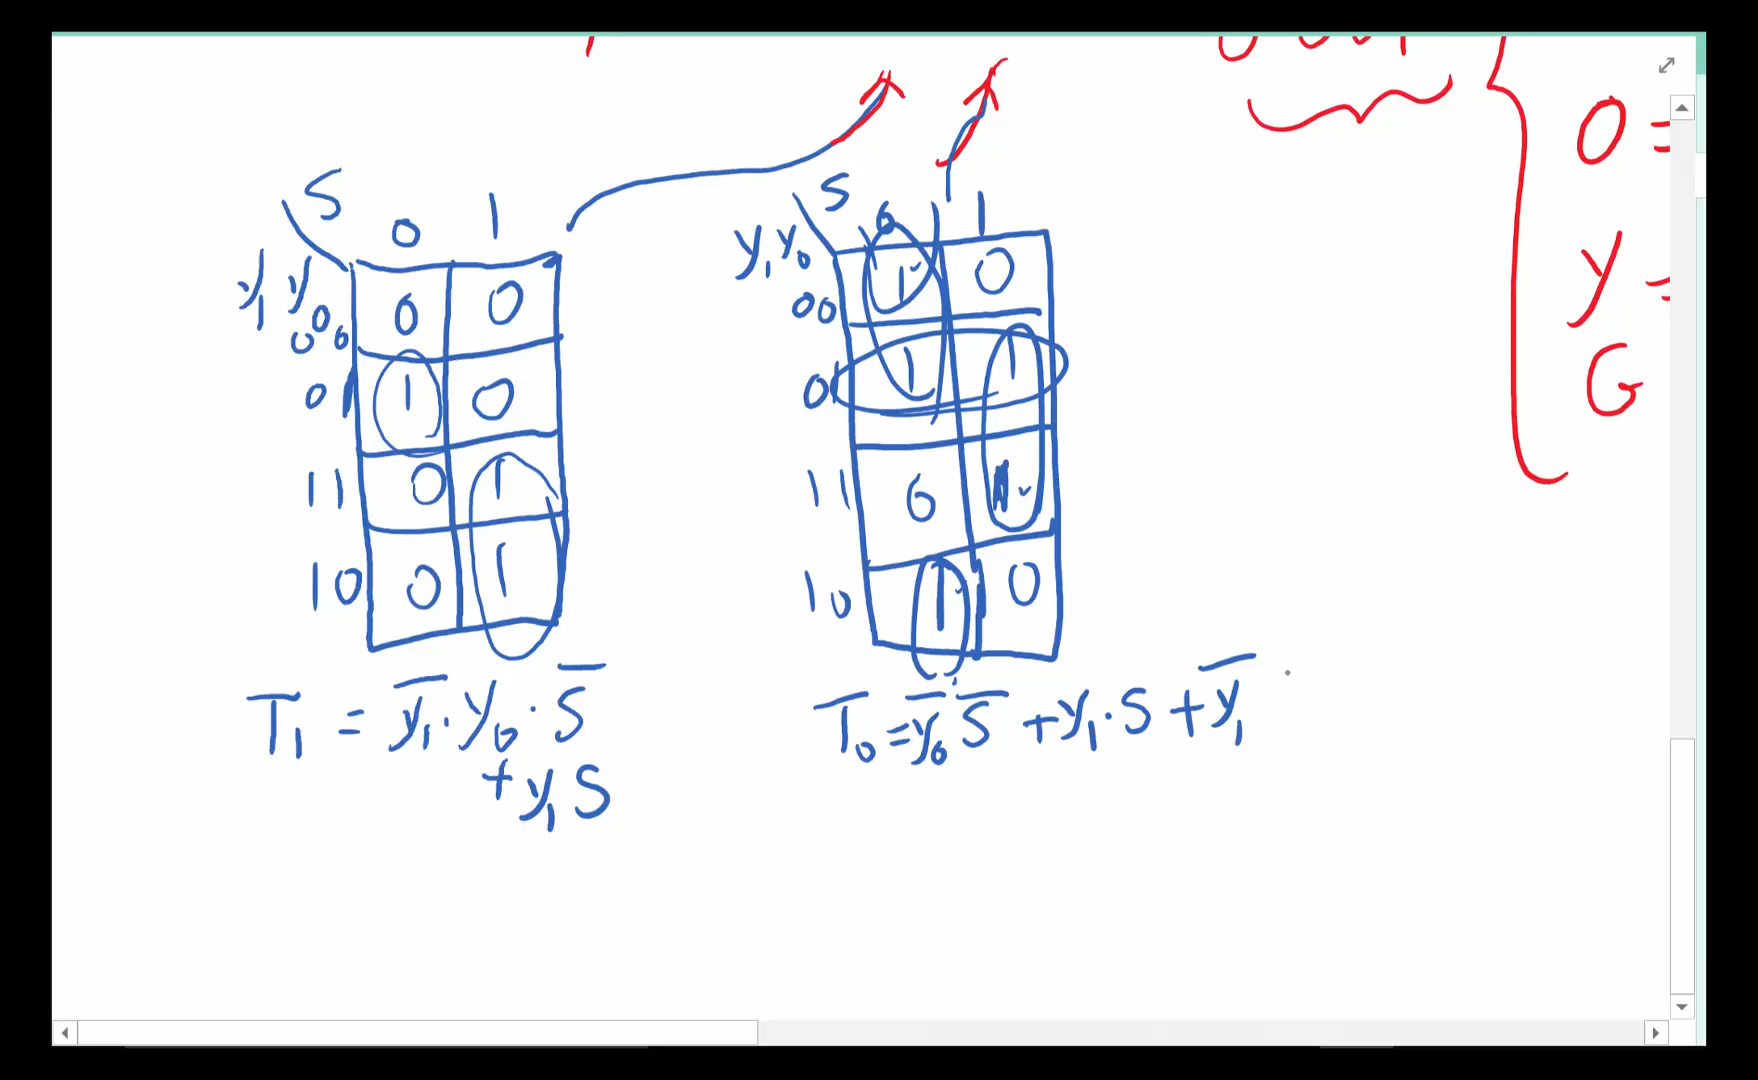 O =
S
S
0 1
0 1
y₁ y₀
y₁ y₀
00 0 0
00 1 0
01 1 0
01 1 1
y =
G
11 0 1
11 0 1
10 0 1
10 1 0
T₁ = y̅₁ · y₀ · S̅
+ y₁ S
T₀ = y̅₀ S̅ + y₁ · S + y̅₁